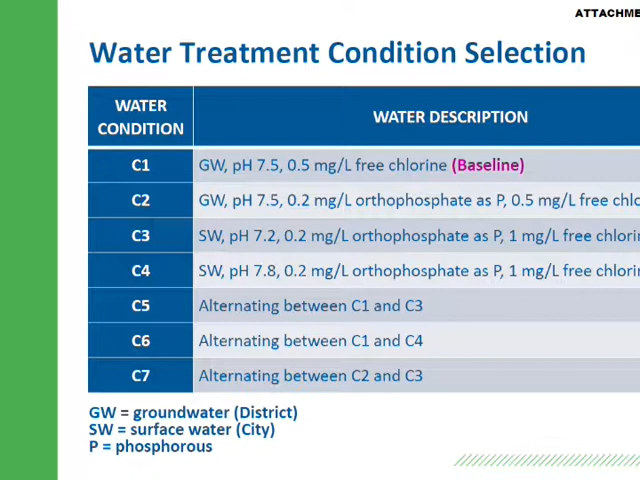 Water Treatment Condition Selection
WATER CONDITION WATER DESCRIPTION
C1 GW, pH 7.5, 0.5 mg/L free chlorine (Baseline)
C2 GW, pH 7.5, 0.2 mg/L orthophosphate as P, 0.5 mg/L free
C3 SW, pH 7.2, 0.2 mg/L orthophosphate as P, 1 mg/L free
C4 SW, pH 7.8, 0.2 mg/L orthophosphate as P, 1 mg/L free
C5 Alternating between C1 and C3
C6 Alternating between C1 and C4
C7 Alternating between C2 and C3
GW = groundwater (District)
SW = surface water (City)
P = phosphorous